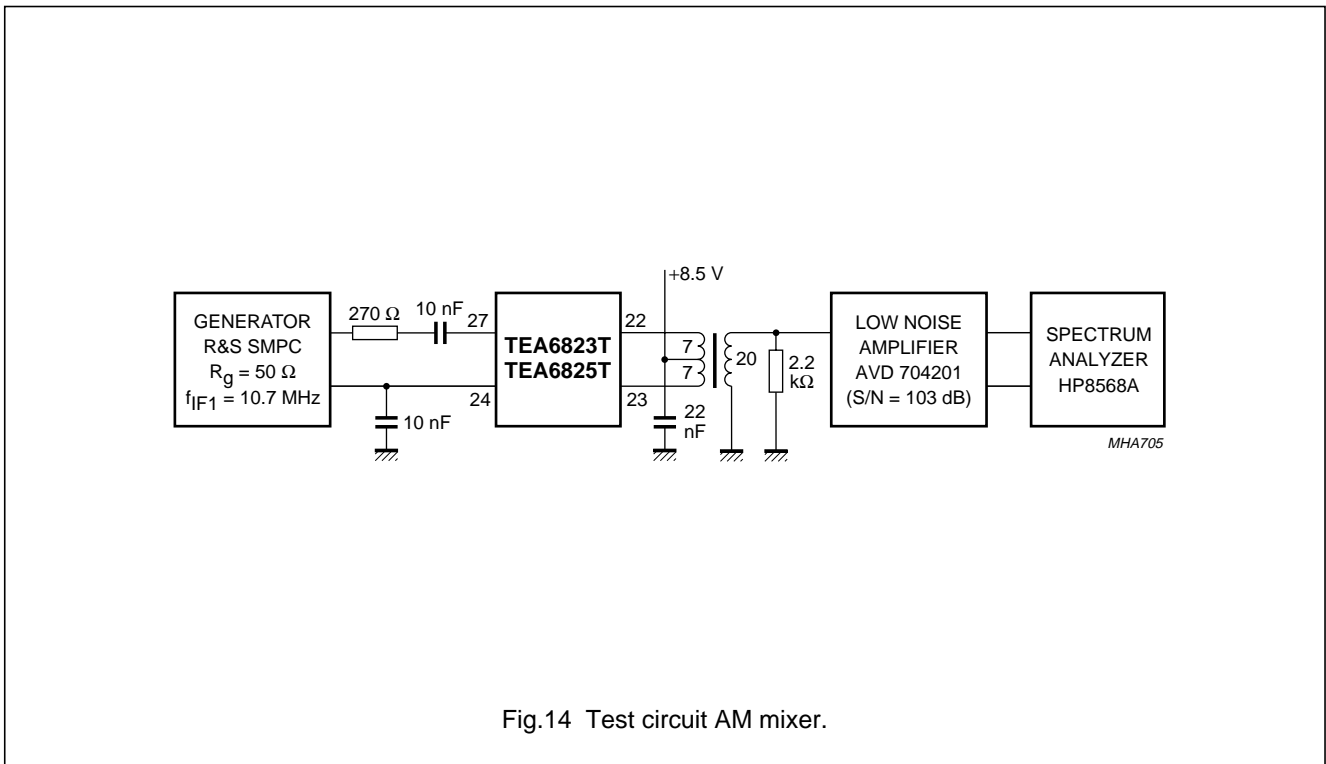 +8.5 V
GENERATOR
R&S SMPC
Rg = 50 Ω
fIF1 = 10.7 MHz
270 Ω
10 nF
27
24
10 nF
TEA6823T
TEA6825T
22
23
7
7
20
22
nF
2.2
kΩ
LOW NOISE
AMPLIFIER
AVD 704201
(S/N = 103 dB)
SPECTRUM
ANALYZER
HP8568A
MHA705
Fig.14 Test circuit AM mixer.